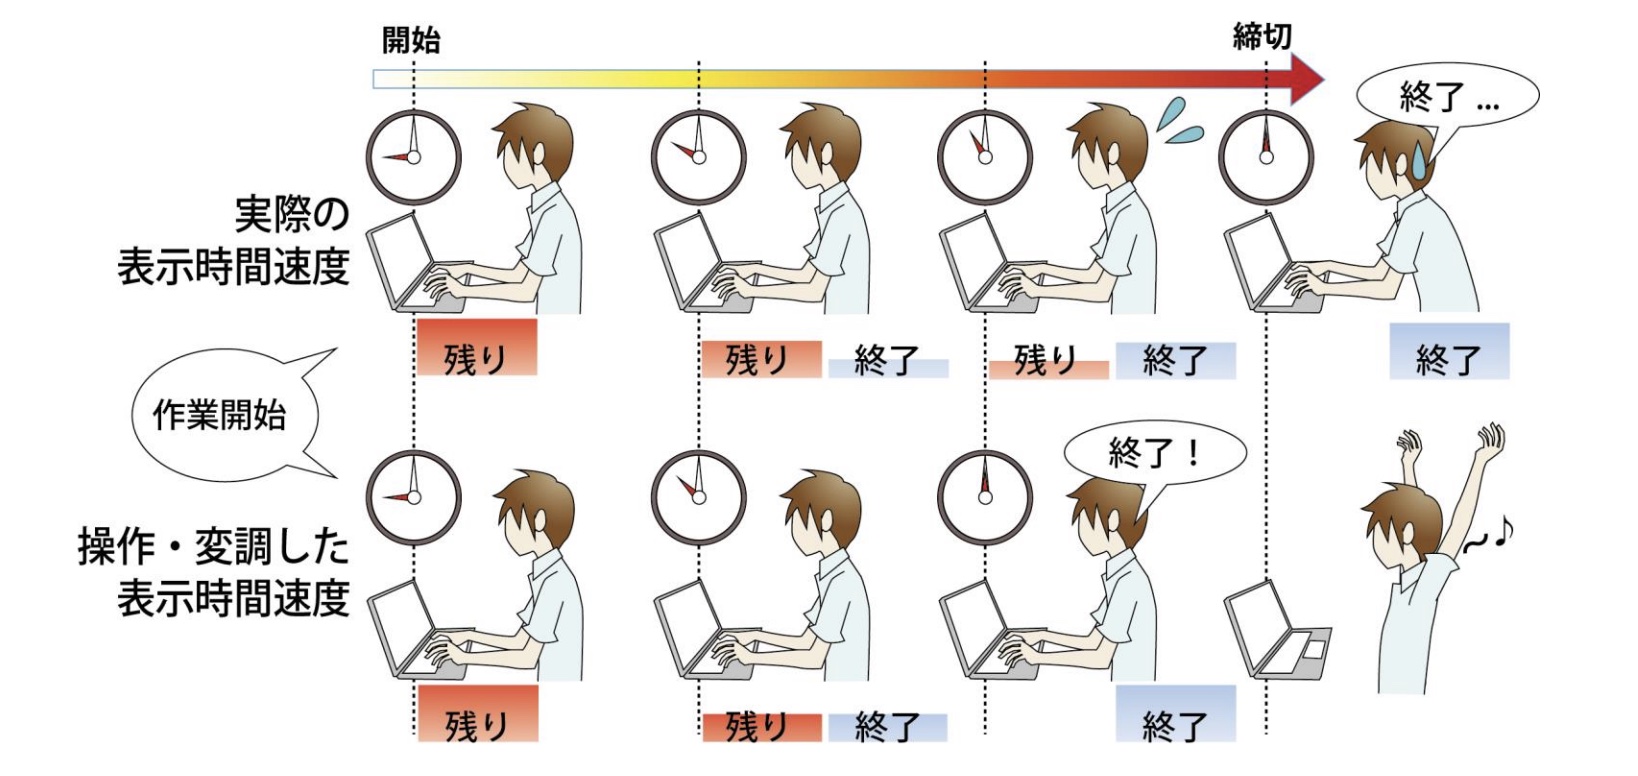 開始
締切
終了...
実際の
表示時間速度
残り
残り
終了
残り
終了
終了
作業開始
終了！
操作・変調した
表示時間速度
残り
残り
終了
終了